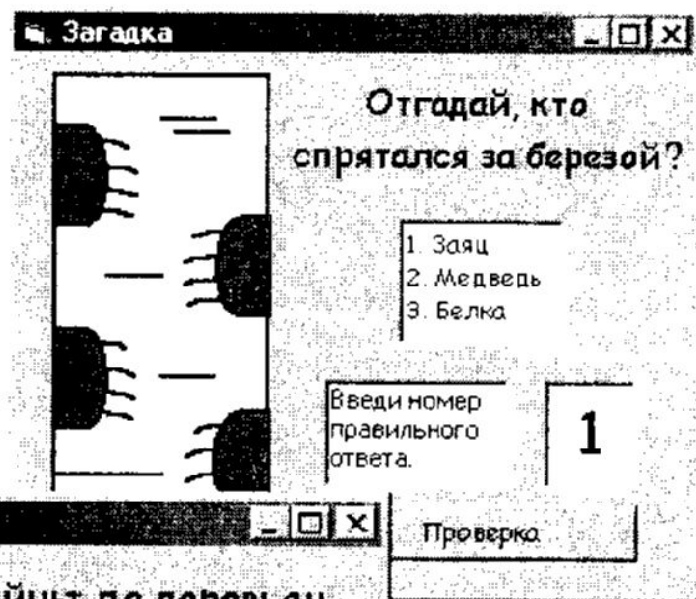 Загадка
Отгадай, кто
спрятался за березой?
1. Заяц
2. Медведь
3. Белка
Введи номер
правильного
ответа.
1
Проверка